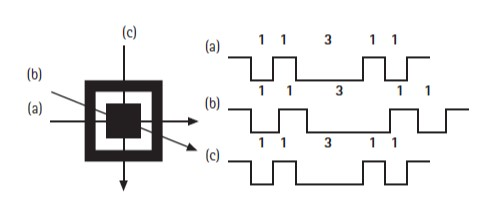 (c)
(b)
(a)
(a) 1 1 3 1 1
(b) 1 1 3 1 1
(c) 1 1 3 1 1